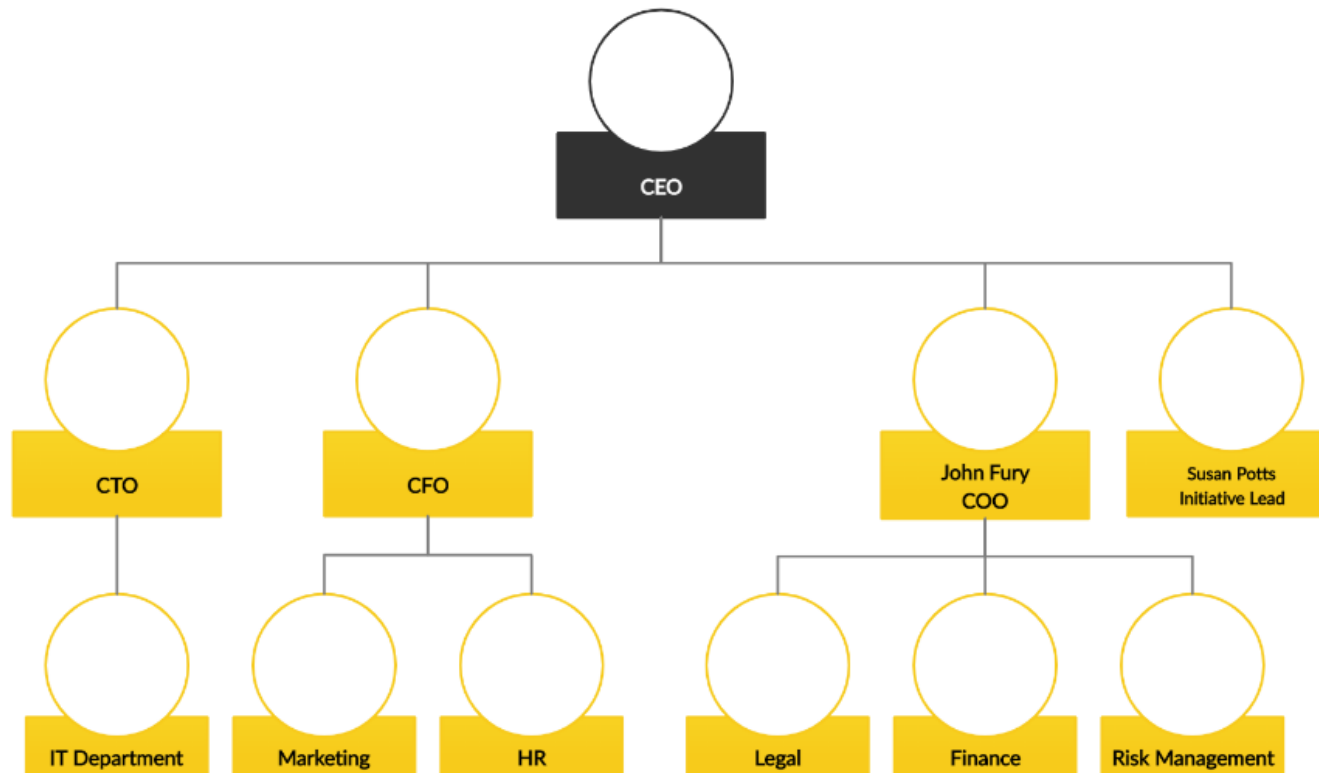 CEO
CTO
CFO
John Fury
COO
Susan Potts
Initiative Lead
IT Department
Marketing
HR
Legal
Finance
Risk Management